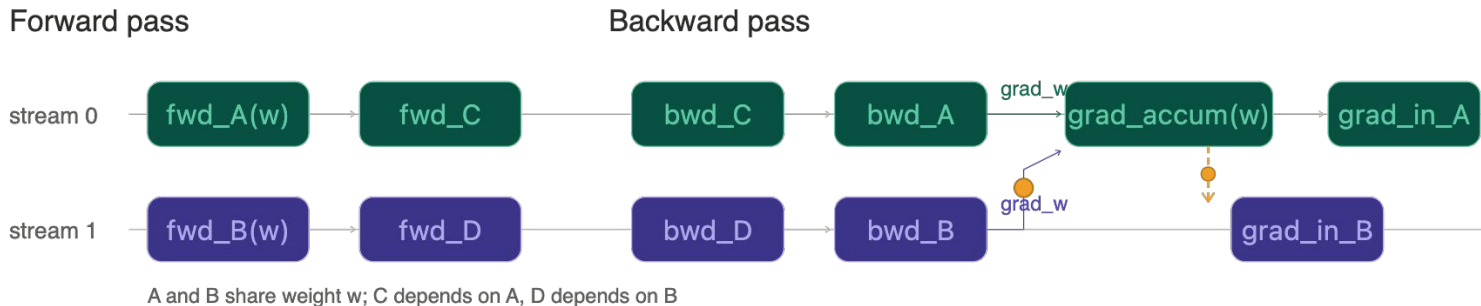 Forward pass
Backward pass
stream 0
fwd_A(w)
fwd_C
bwd_C
bwd_A
grad_w
grad_accum(w)
grad_in_A
stream 1
fwd_B(w)
fwd_D
bwd_D
bwd_B
grad_w
grad_in_B
A and B share weight w; C depends on A, D depends on B